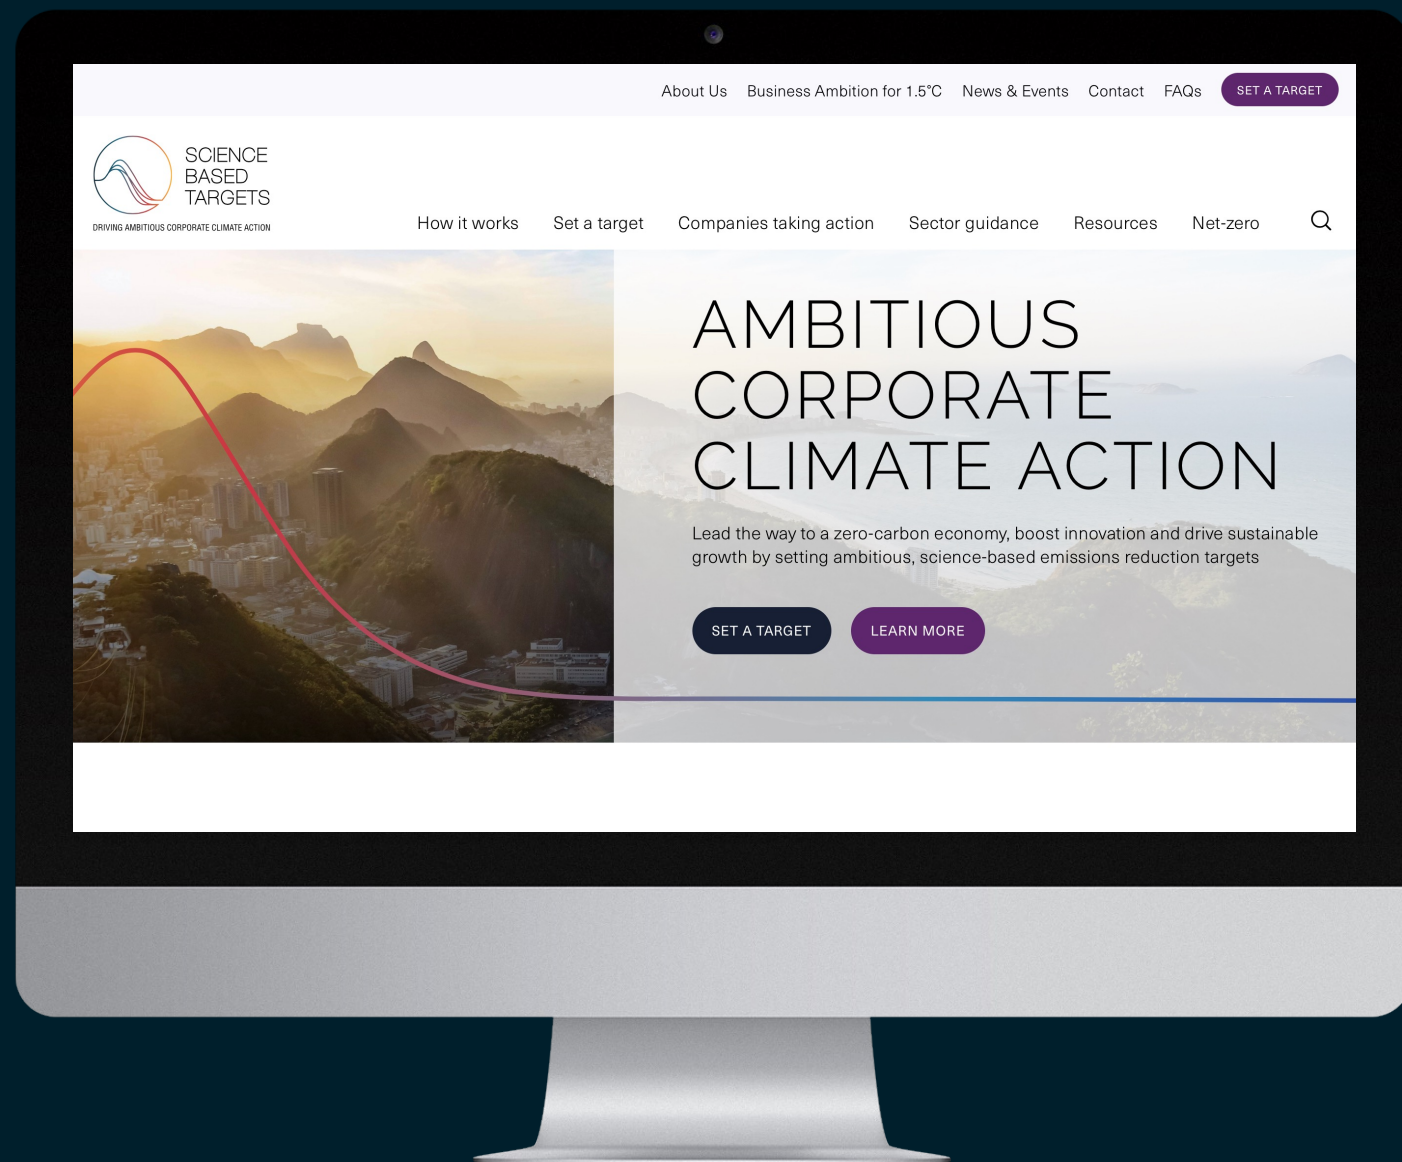 About Us Business Ambition for 1.5°C News & Events Contact FAQs SET A TARGET
SCIENCE
BASED
TARGETS
DRIVING AMBITIOUS CORPORATE CLIMATE ACTION
How it works Set a target Companies taking action Sector guidance Resources Net-zero
AMBITIOUS
CORPORATE
CLIMATE ACTION
Lead the way to a zero-carbon economy, boost innovation and drive sustainable
growth by setting ambitious, science-based emissions reduction targets
SET A TARGET LEARN MORE